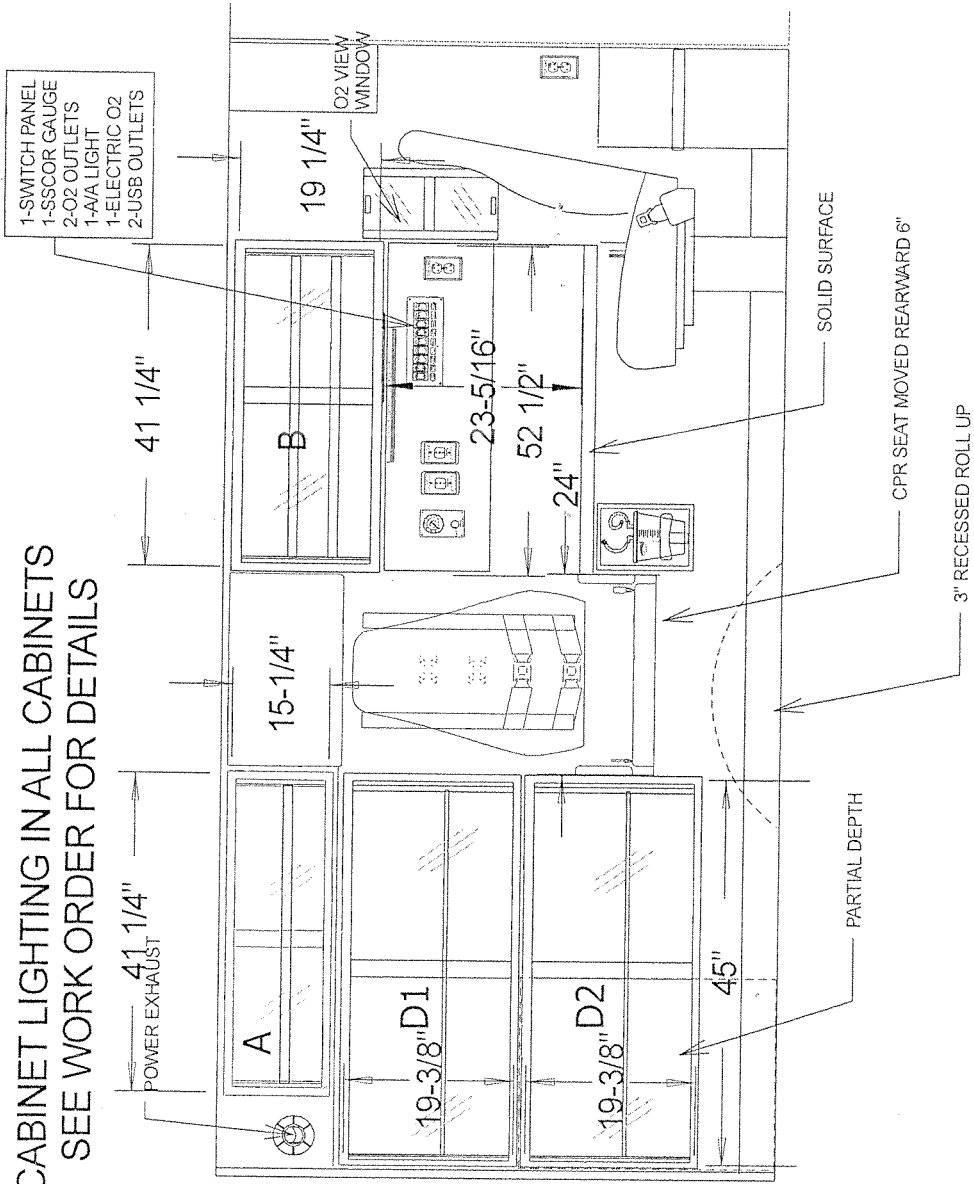 CABINET LIGHTING IN ALL CABINETS
SEE WORK ORDER FOR DETAILS
1-SWITCH PANEL
1-SSCOR GAUGE
2-O2 OUTLETS
1-A/A LIGHT
1-ELECTRIC O2
2-USB OUTLETS
41 1/4"
POWER EXHAUST
41 1/4"
19 1/4"
O2 VIEW
WINDOW
A
15-1/4"
B
D1
19-3/8"
23-5/16"
52 1/2"
24"
D2
19-3/8"
45"
SOLID SURFACE
CPR SEAT MOVED REARWARD 6"
PARTIAL DEPTH
3" RECESSED ROLL UP